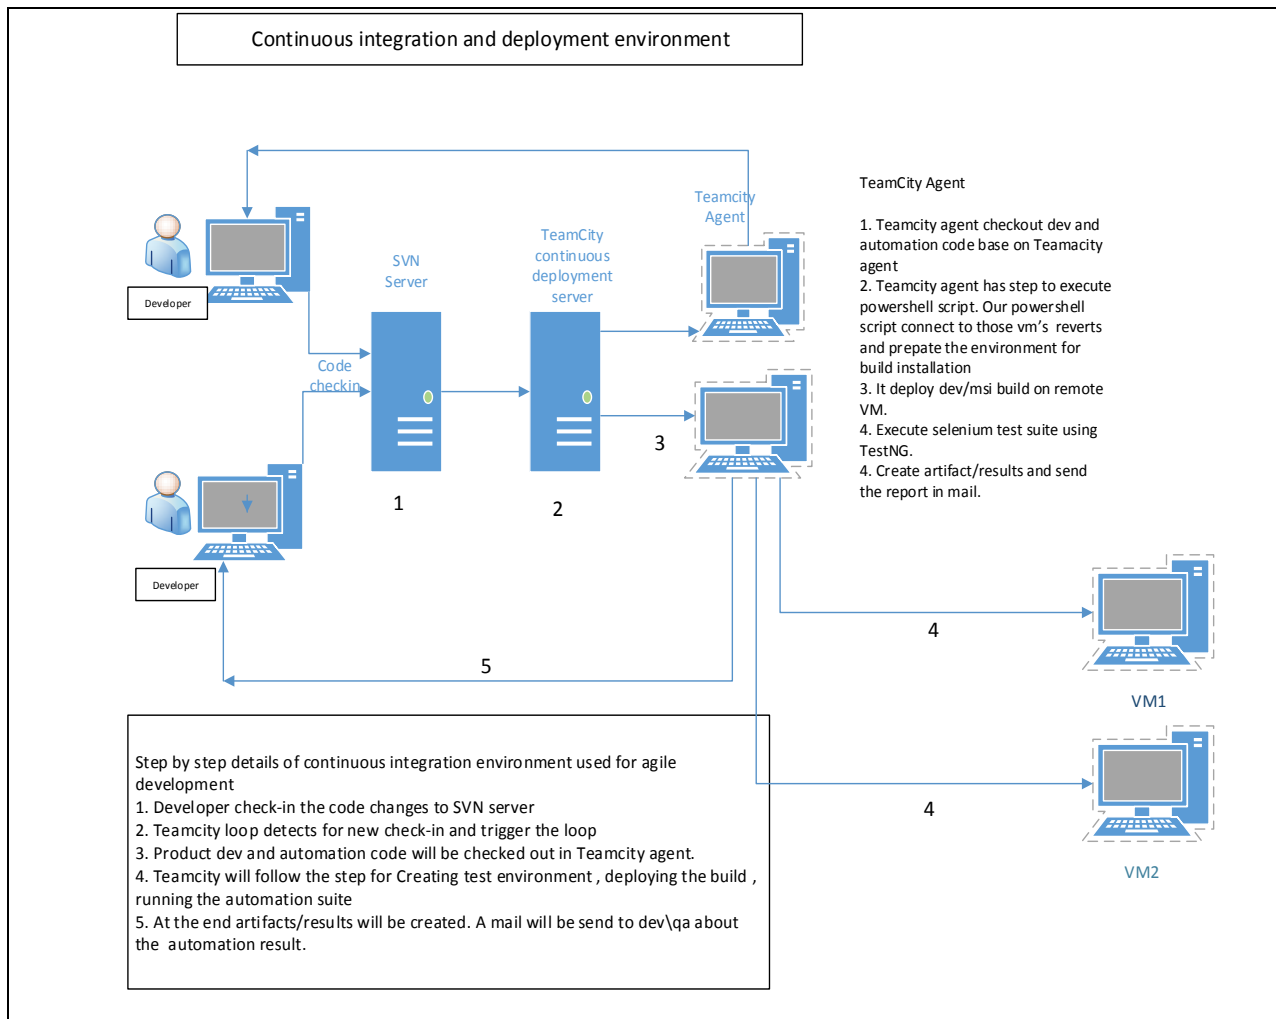 Continuous integration and deployment environment
Teamcity
Agent
TeamCity
continuous
deployment
server
SVN
Server
Developer
Code
checkin
3
1
2
Developer
TeamCity Agent
1. Teamcity agent checkout dev and
automation code base on Teamacity
agent
2. Teamcity agent has step to execute
powershell script. Our powershell
script connect to those vm’s  reverts
and prepate the environment for
build installation
3. It deploy dev/msi build on remote
VM.
4. Execute selenium test suite using
TestNG.
4. Create artifact/results and send
the report in mail.
4
5
VM1
4
VM2
Step by step details of continuous integration environment used for agile
development
1. Developer check-in the code changes to SVN server
2. Teamcity loop detects for new check-in and trigger the loop
3. Product dev and automation code will be checked out in Teamcity agent.
4. Teamcity will follow the step for Creating test environment , deploying the build ,
running the automation suite
5. At the end artifacts/results will be created. A mail will be send to dev\qa about
the  automation result.